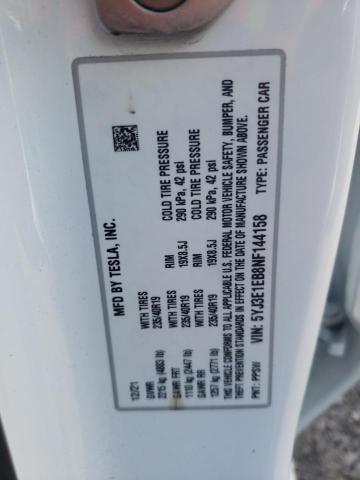 MFD BY TESLA, INC.
12/21
GVWR
2215 kg (4883 lb)
WITH TIRES
235/40R19
RIM
19X8.5J
COLD TIRE PRESSURE
290 kPa, 42 psi
GAWR FRT
1110 kg (2447 lb)
WITH TIRES
235/40R19
RIM
19X8.5J
COLD TIRE PRESSURE
290 kPa, 42 psi
GAWR RR
1257 kg (2771 lb)
WITH TIRES
235/40R19
RIM
19X8.5J
COLD TIRE PRESSURE
290 kPa, 42 psi
THIS VEHICLE CONFORMS
TO ALL APPLICABLE U.S. FEDERAL MOTOR VEHICLE SAFETY, BUMPER, AND
THEFT PREVENTION STANDARDS
IN EFFECT ON THE DATE OF MANUFACTURE SHOWN ABOVE.
VIN: 5YJ3E1EB8NF144158
TYPE: PASSENGER CAR
PNT: PPSW